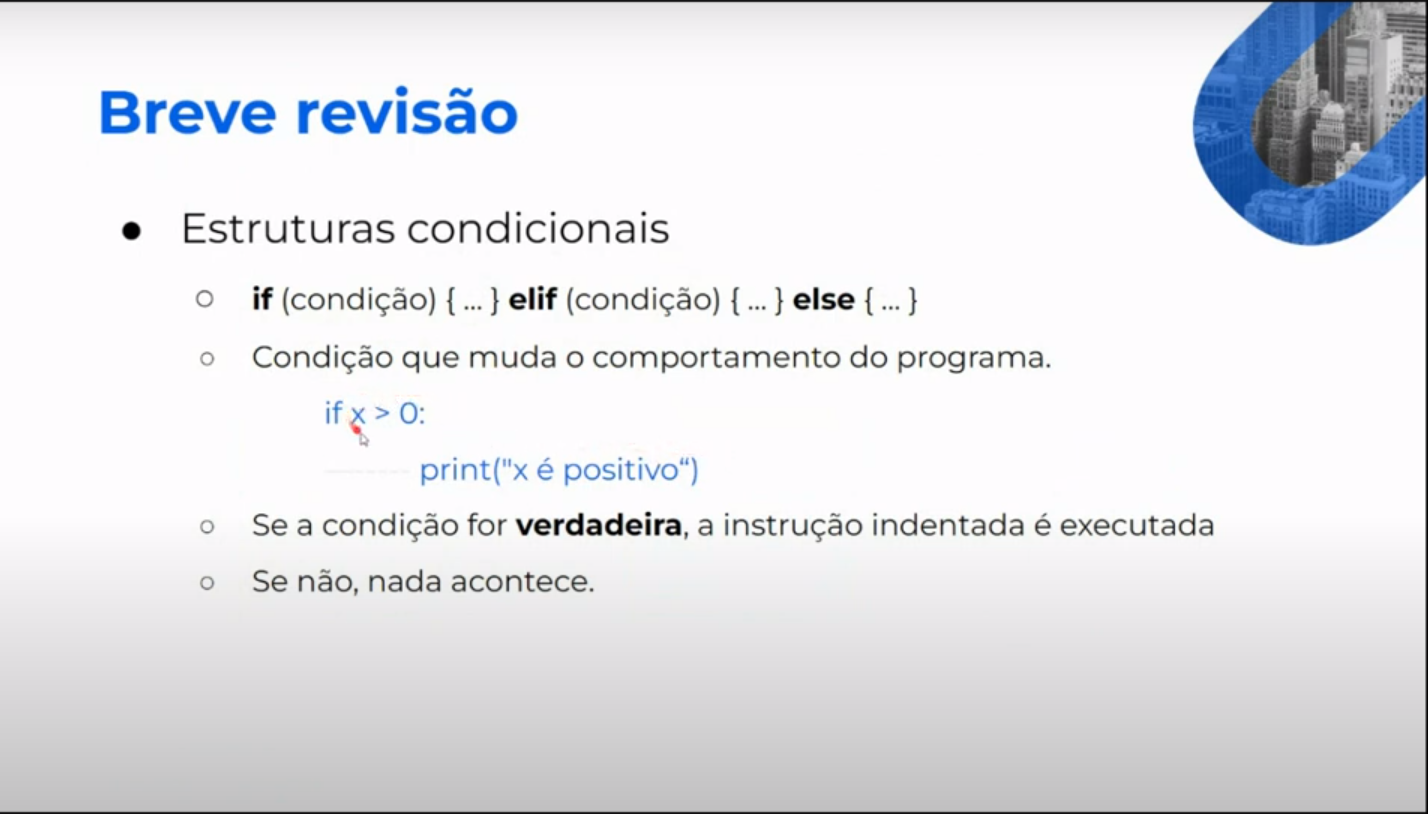 Breve revisão
● Estruturas condicionais
○ if (condição) { ... } elif (condição) { ... } else { ... }
○ Condição que muda o comportamento do programa.
if x > 0:
print("x é positivo“)
○ Se a condição for verdadeira, a instrução indentada é executada
○ Se não, nada acontece.